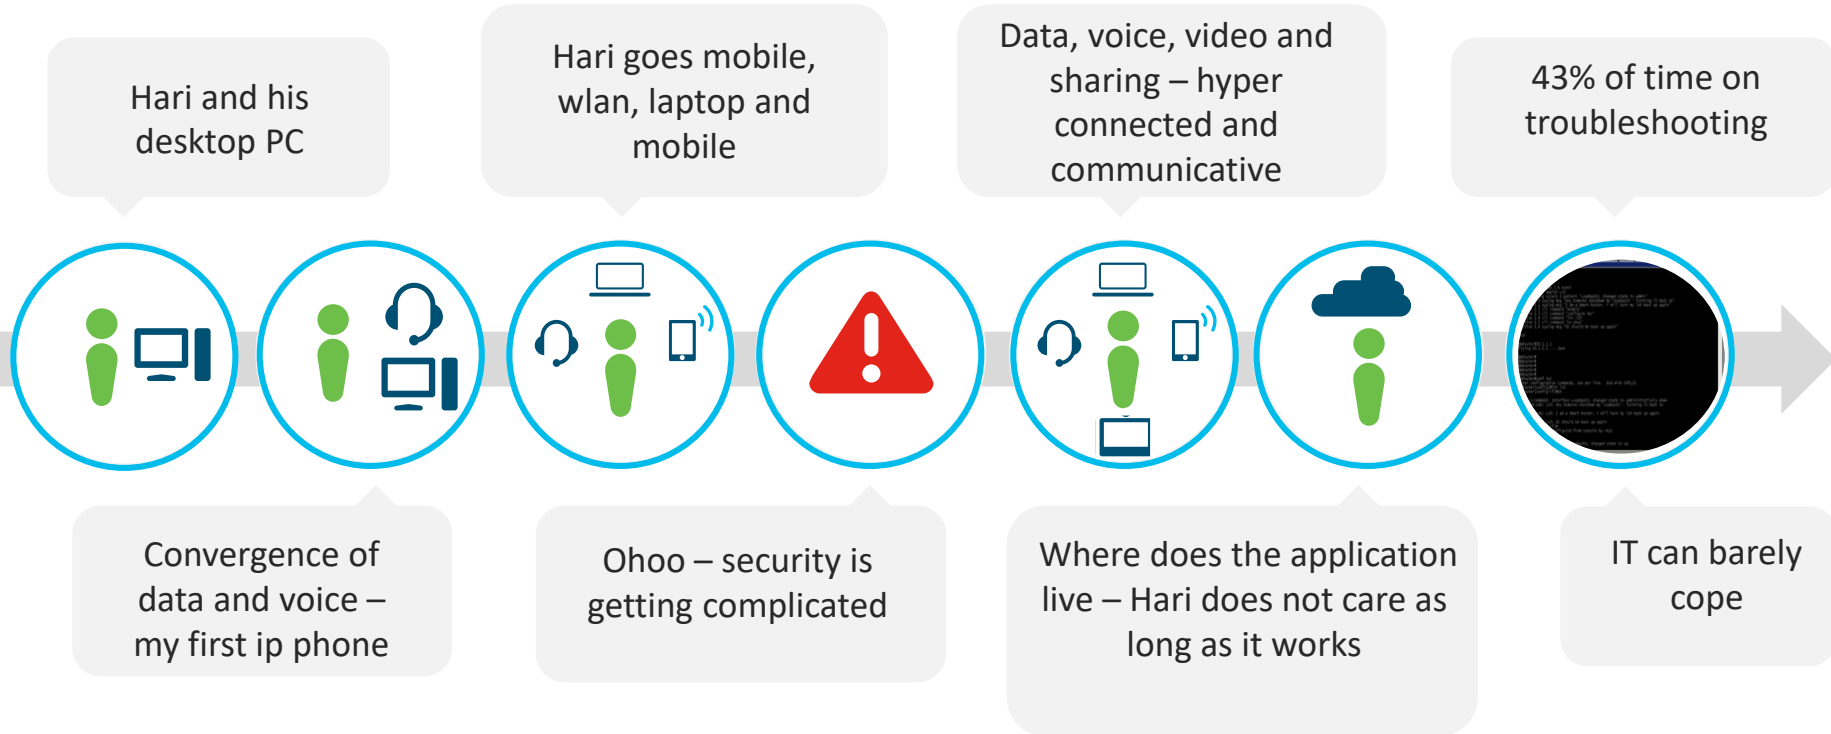 Hari and his
desktop PC
Convergence of
data and voice –
my first ip phone
Hari goes mobile,
wlan, laptop and
mobile
Ohoo – security is
getting complicated
Data, voice, video and
sharing – hyper
connected and
communicative
Where does the application
live – Hari does not care as
long as it works
43% of time on
troubleshooting
IT can barely
cope